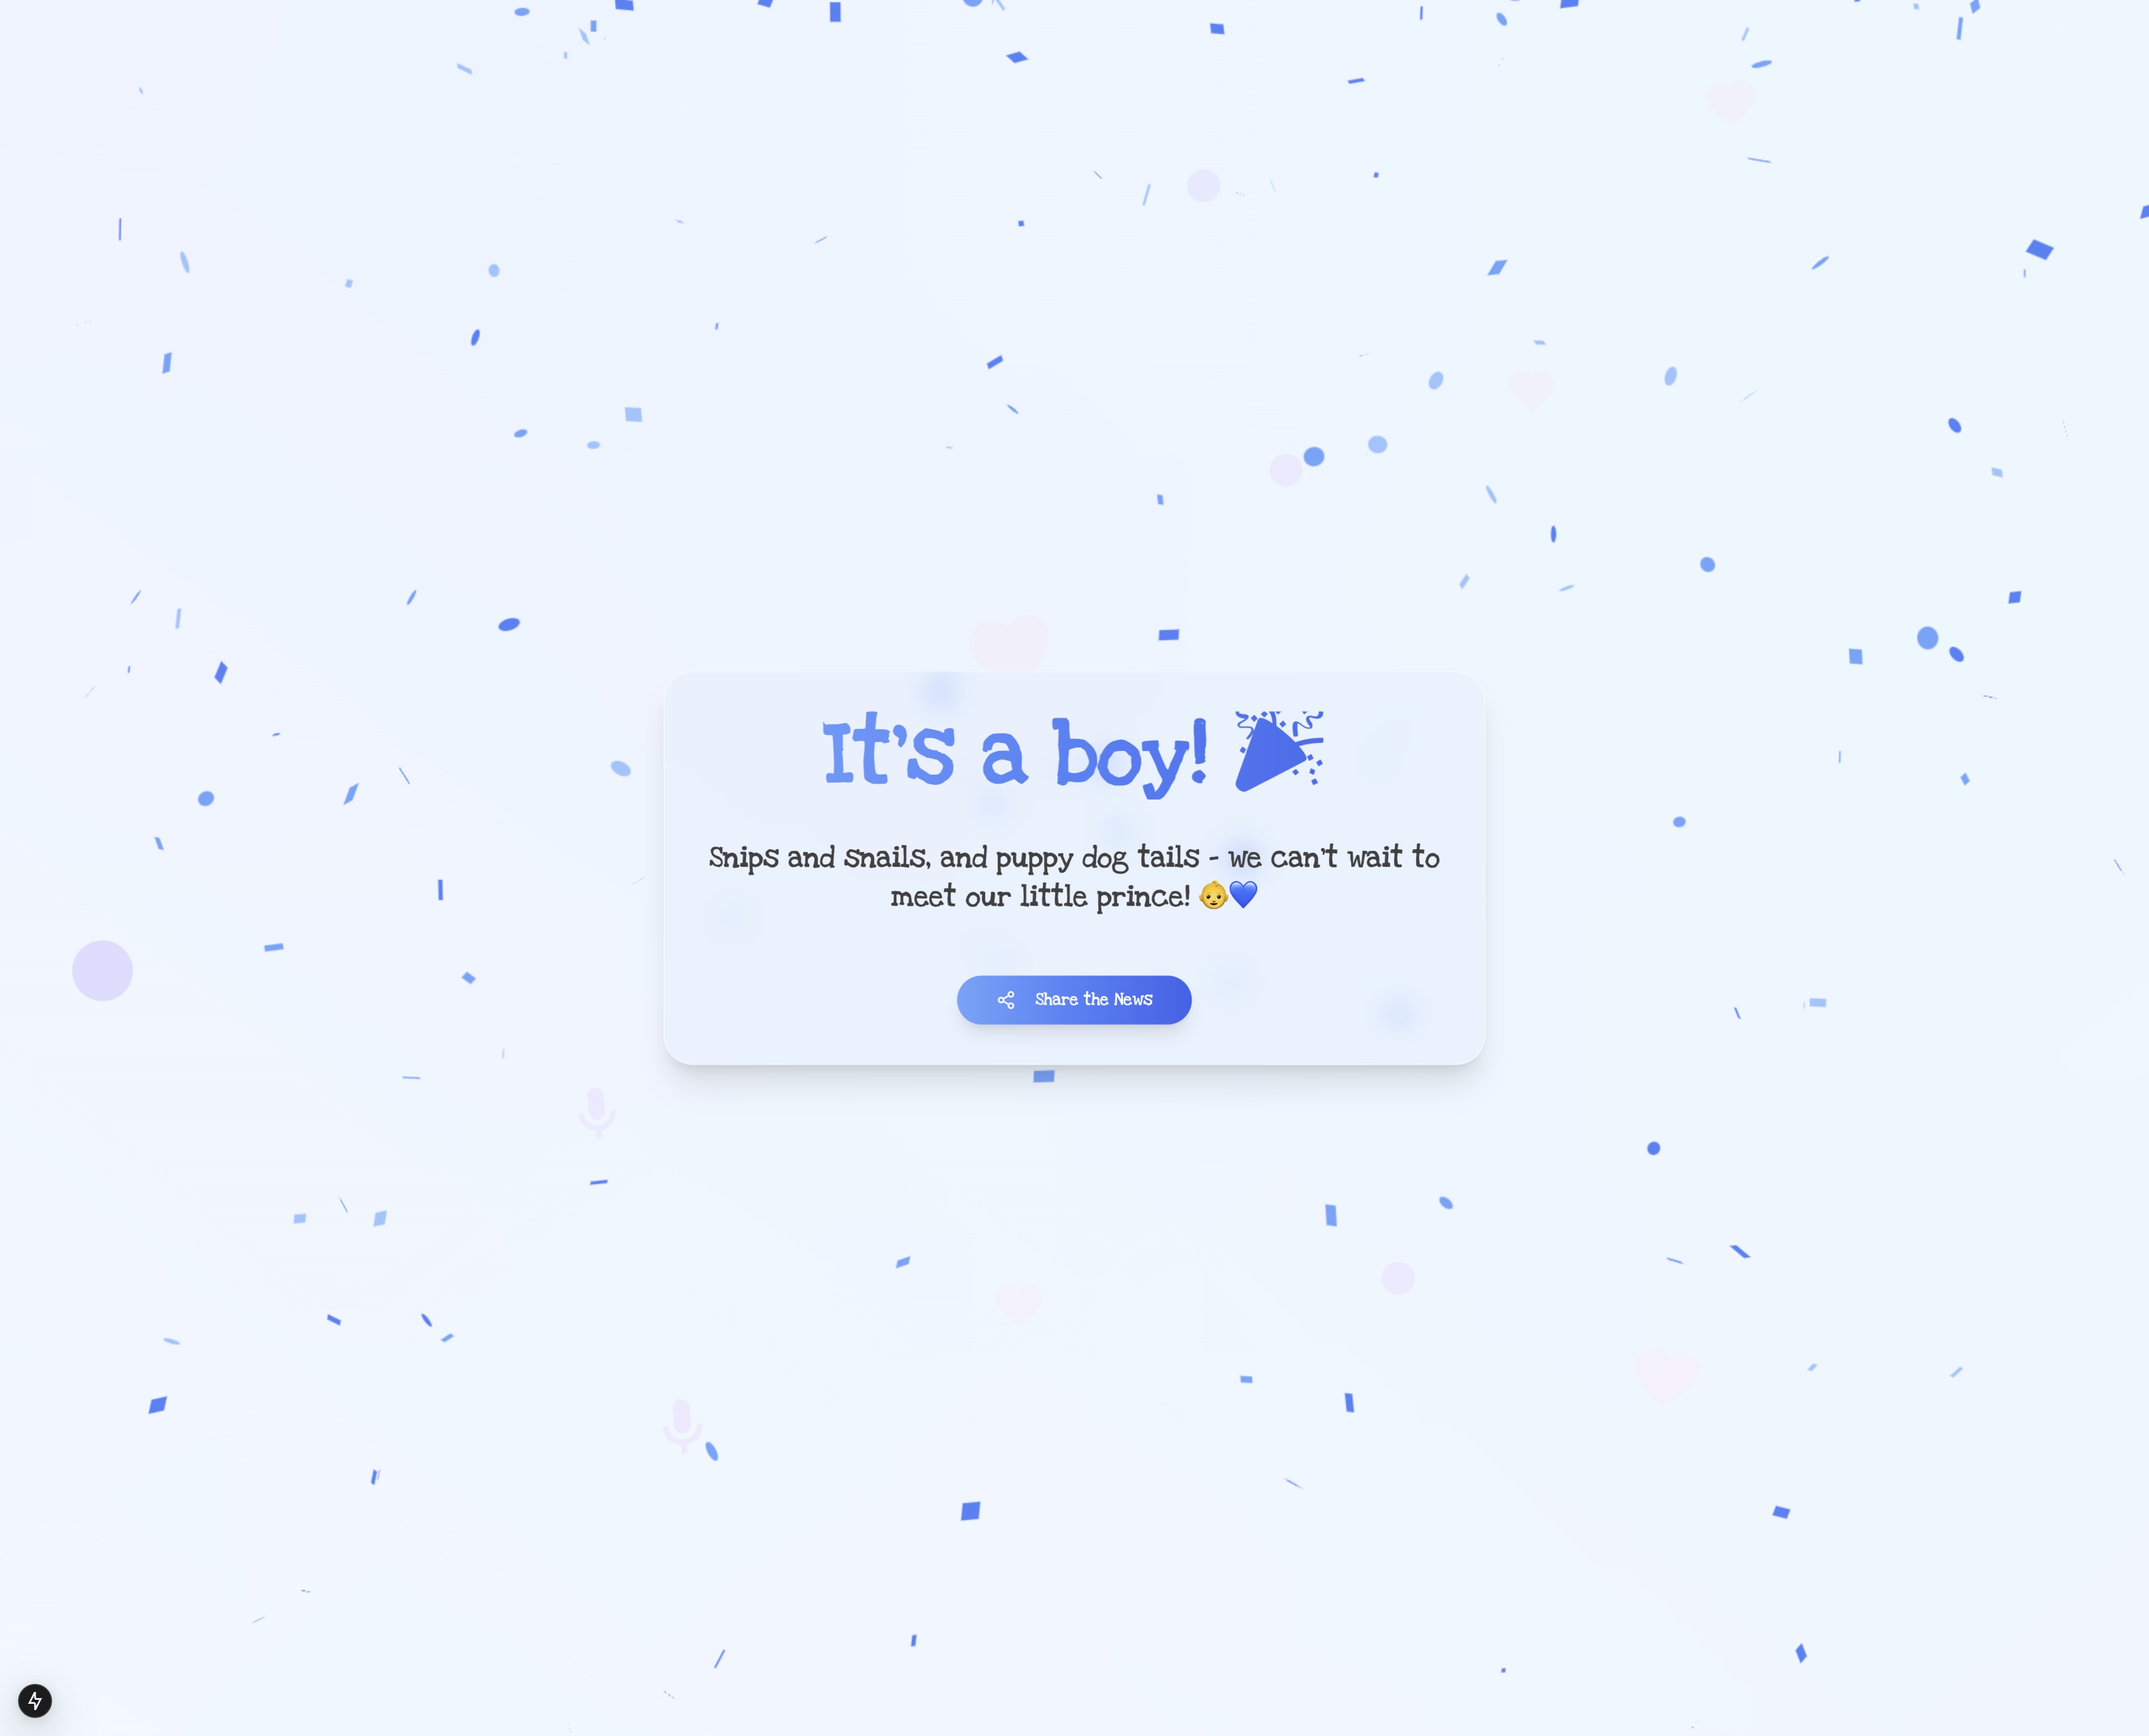 It's a boy! 🎉
Snips and snails, and puppy dog tails - we can't wait to
meet our little prince! 👶💙
Share the News